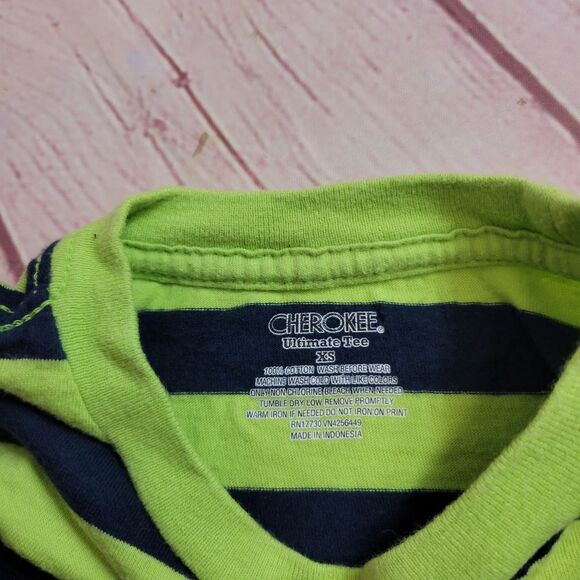 CHEROKEE®
Ultimate Tee
XS
100% COTTON WASH BEFORE WEAR
MACHINE WASH COLD WITH LIKE COLORS
ONLY NON CHLORINE BLEACH WHEN NEEDED
TUMBLE DRY LOW REMOVE PROMPTLY
WARM IRON IF NEEDED DO NOT IRON ON PRINT
RN17730 VN4256449
MADE IN INDONESIA